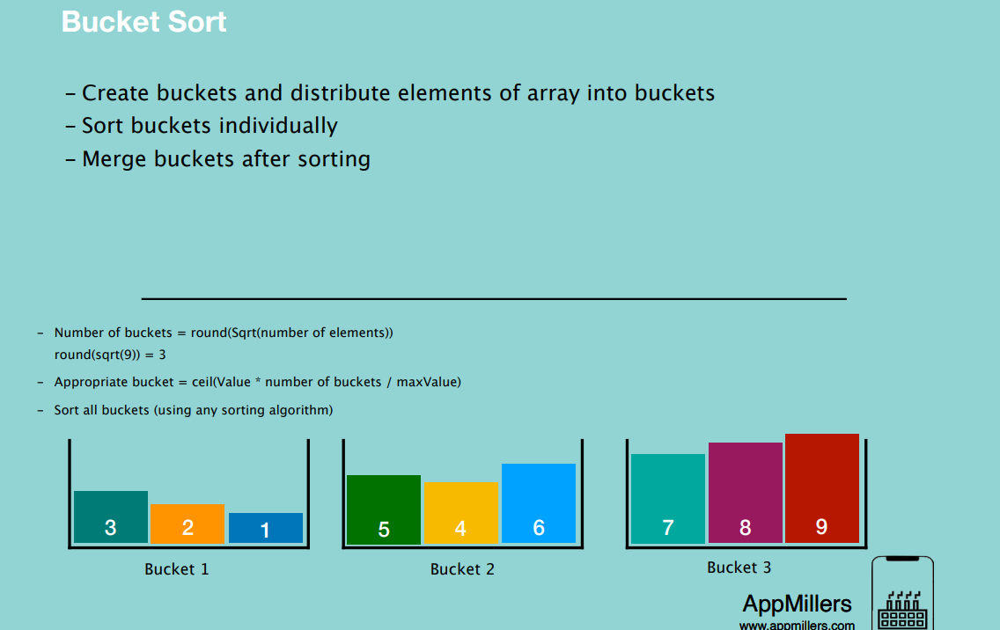 Bucket Sort
– Create buckets and distribute elements of array into buckets
– Sort buckets individually
– Merge buckets after sorting
– Number of buckets = round(Sqrt(number of elements))
round(sqrt(9)) = 3
– Appropriate bucket = ceil(Value * number of buckets / maxValue)
– Sort all buckets (using any sorting algorithm)
3 2 1 5 4 6 7 8 9
Bucket 1 Bucket 2 Bucket 3
AppMillers
www.appmillers.com